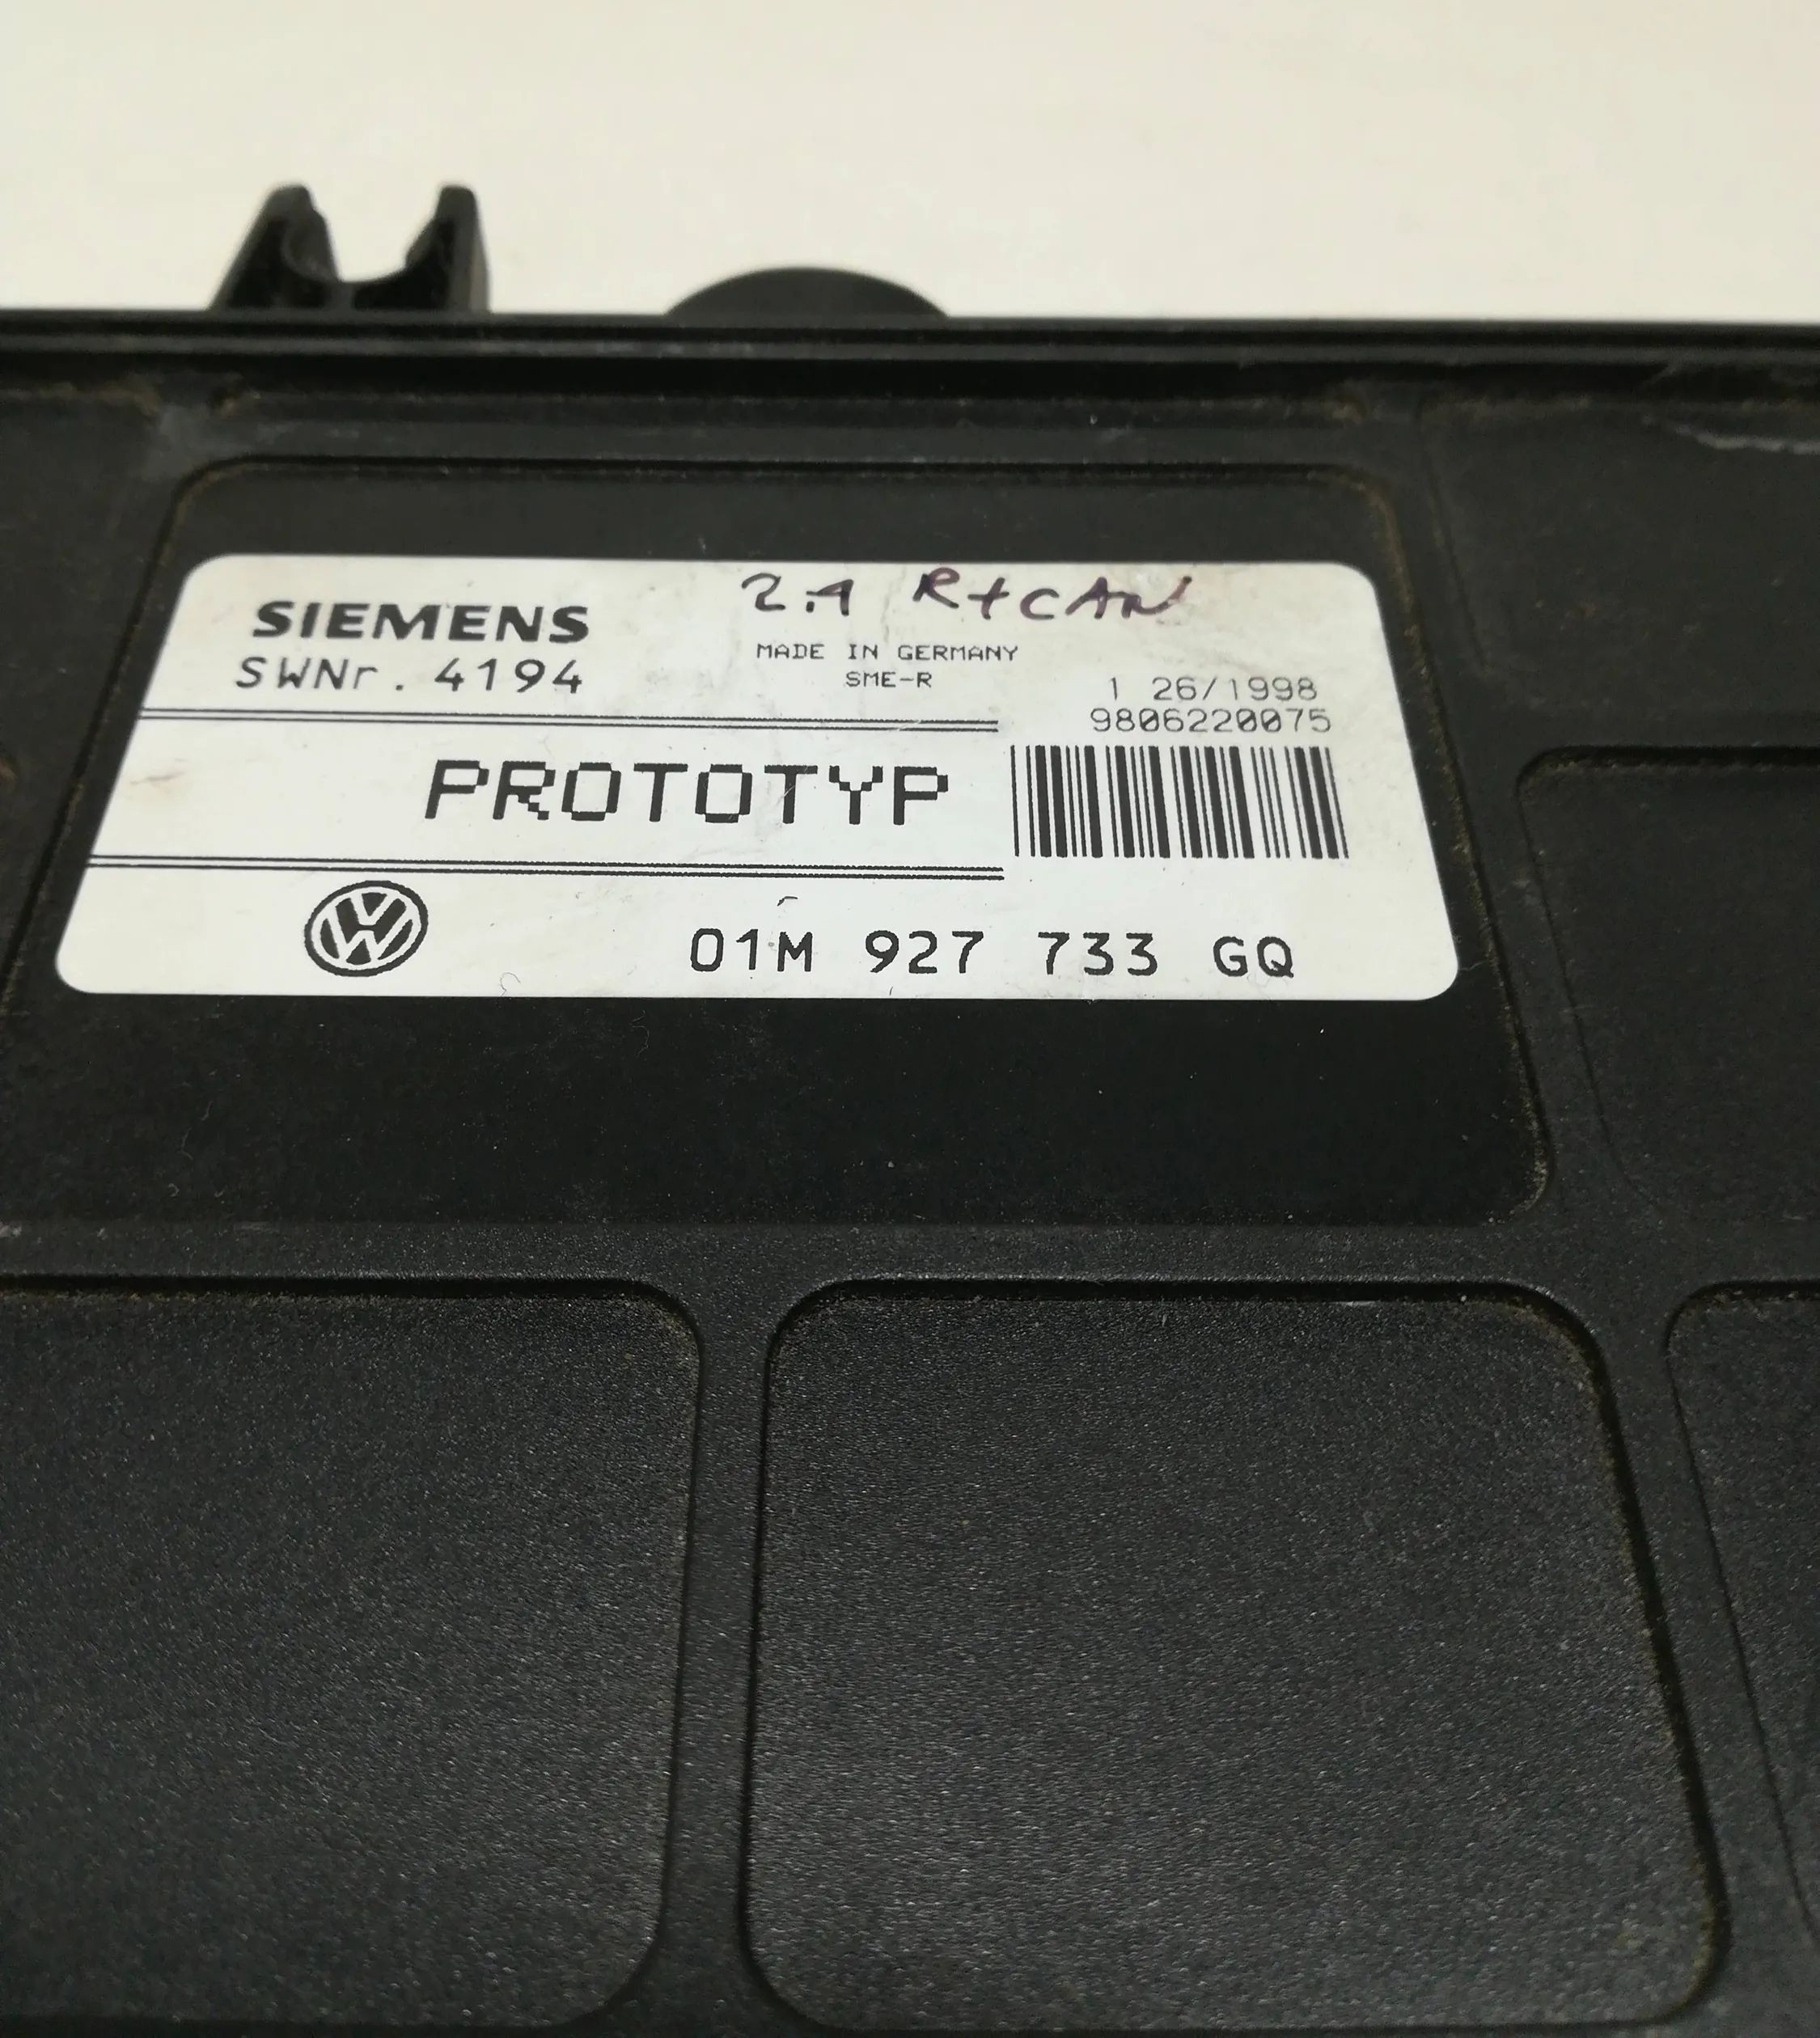 2.1 R+CAN
SIEMENS
MADE IN GERMANY
SWNr. 4194
SME-R
1 26/1998
9806220075
PROTOTYP
01M 927 733 GQ